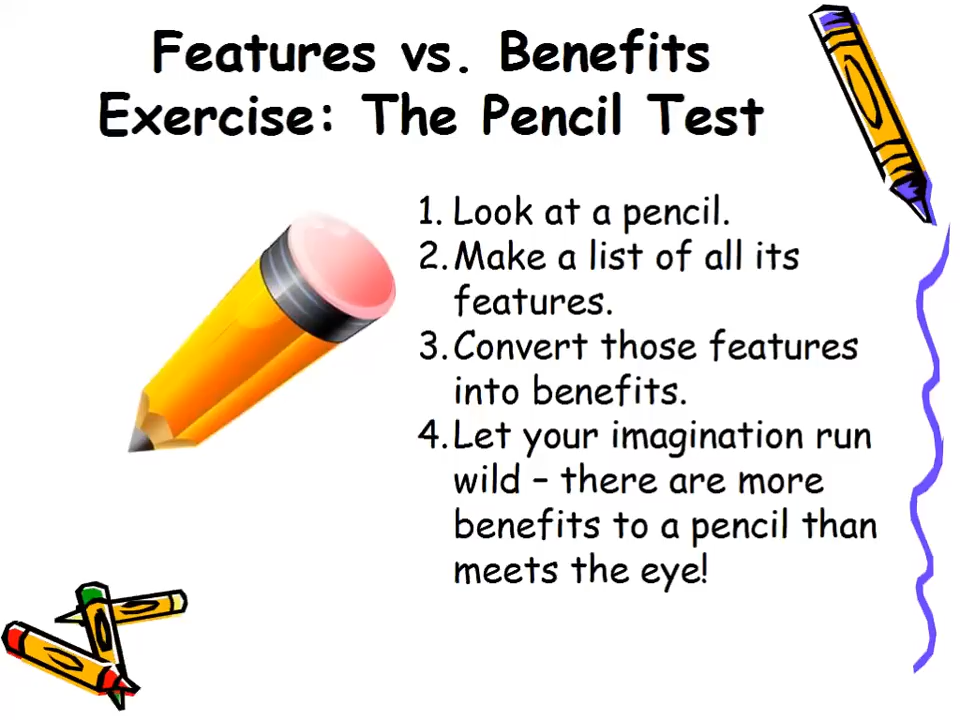 Features vs. Benefits
Exercise: The Pencil Test
1. Look at a pencil.
2. Make a list of all its
features.
3. Convert those features
into benefits.
4. Let your imagination run
wild – there are more
benefits to a pencil than
meets the eye!